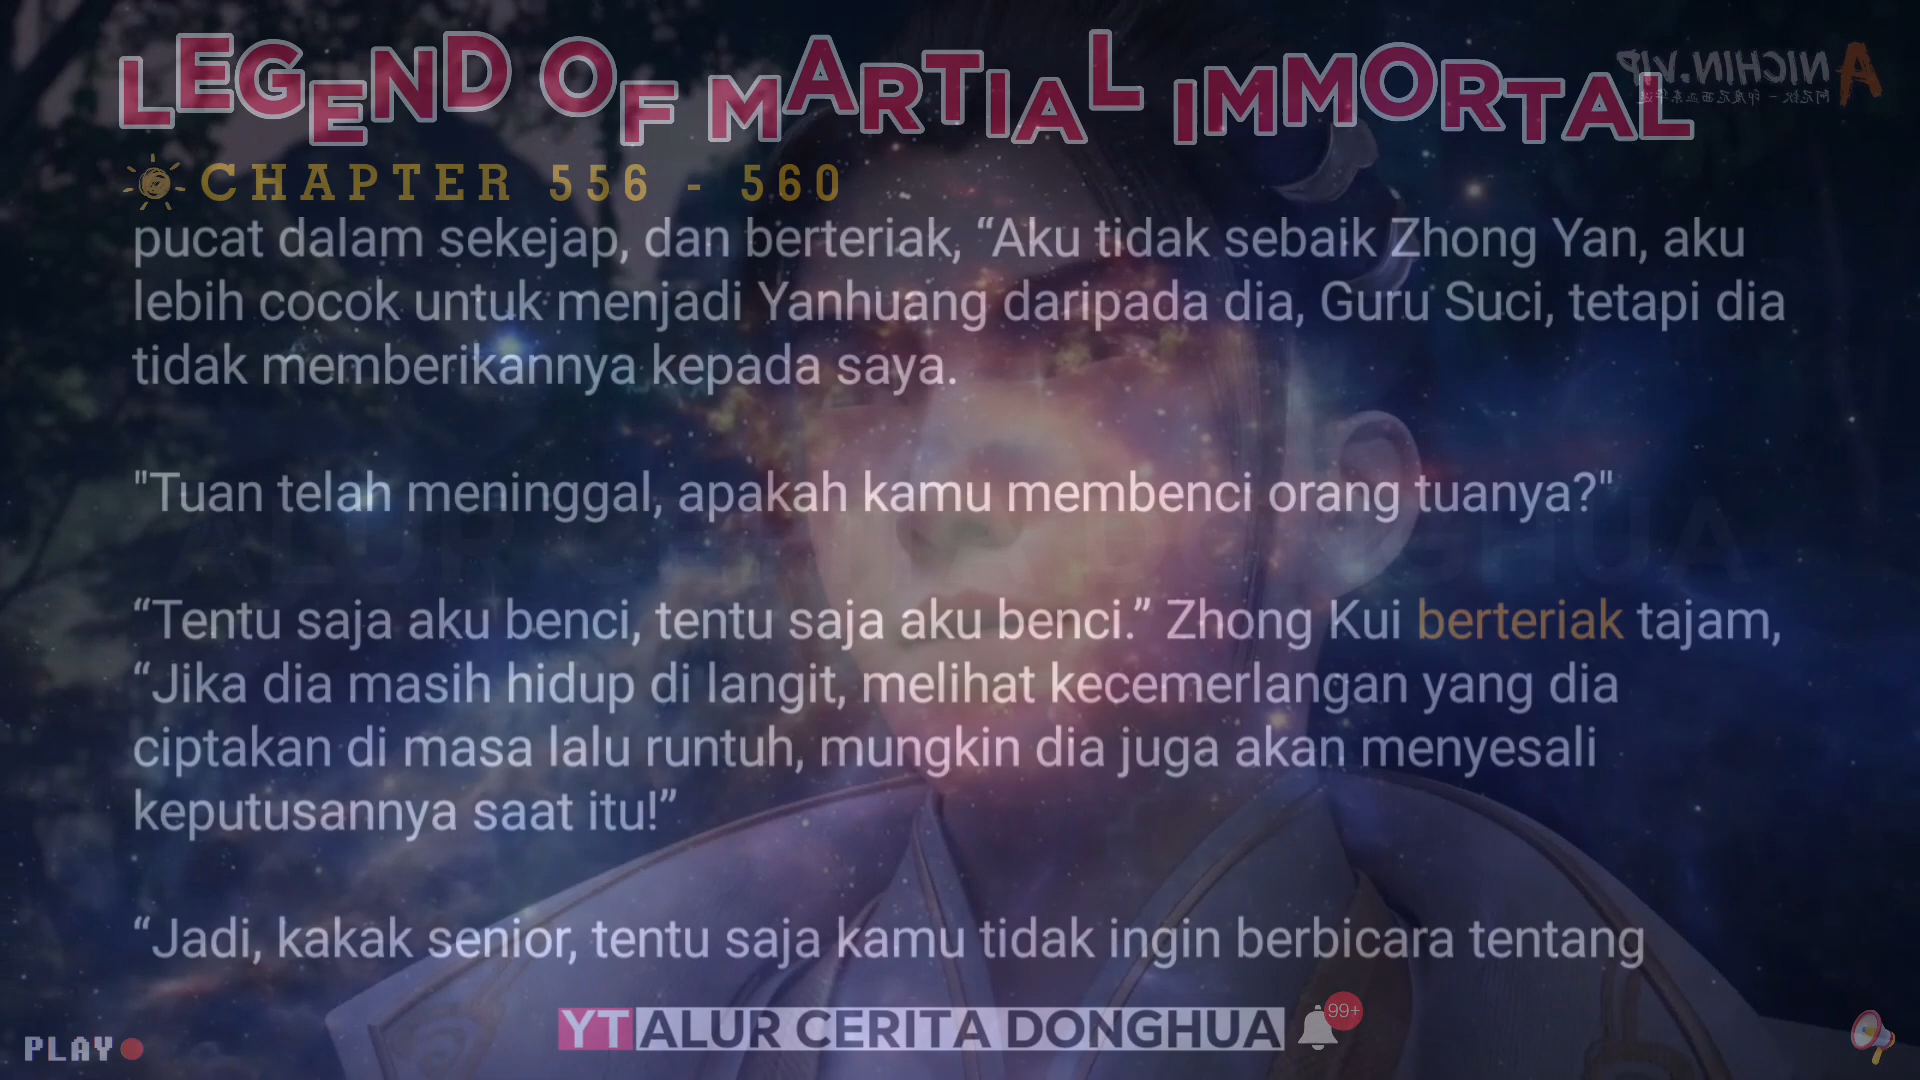 LEGEND OF MARTIAL IMMORTAL
ANICHIN.VIP
CHAPTER 556 - 560
pucat dalam sekejap, dan berteriak, “Aku tidak sebaik Zhong Yan, aku
lebih cocok untuk menjadi Yanhuang daripada dia, Guru Suci, tetapi dia
tidak memberikannya kepada saya.
"Tuan telah meninggal, apakah kamu membenci orang tuanya?"
ALUR CERITA DONGHUA
“Tentu saja aku benci, tentu saja aku benci.” Zhong Kui berteriak tajam,
“Jika dia masih hidup di langit, melihat kecemerlangan yang dia
ciptakan di masa lalu runtuh, mungkin dia juga akan menyesali
keputusannya saat itu!”
“Jadi, kakak senior, tentu saja kamu tidak ingin berbicara tentang
YT ALUR CERITA DONGHUA
99+
PLAY